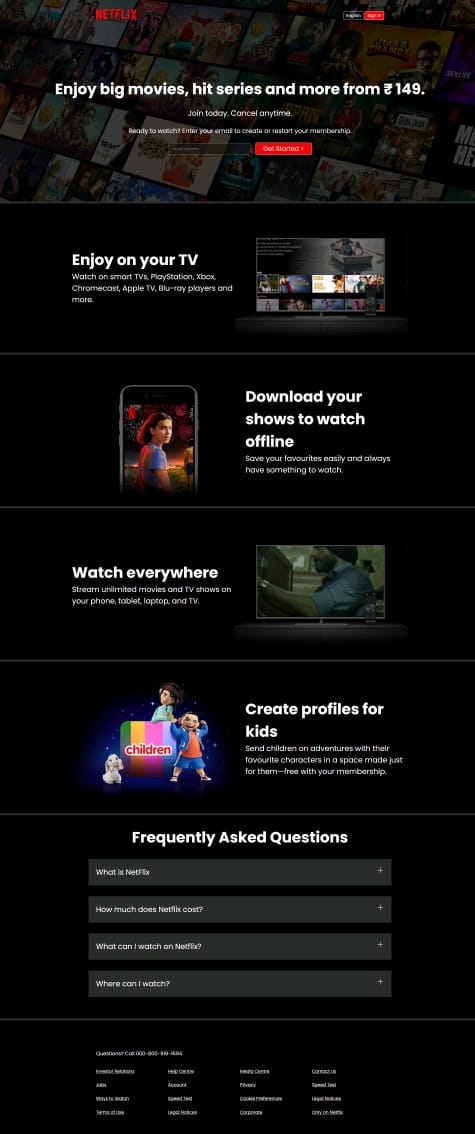 NETFLIX
English
Sign in
Enjoy big movies, hit series and more from ₹ 149.
Join today. Cancel anytime.
Ready to watch? Enter your email to create or restart your membership.
Get Started >
Enjoy on your TV
Watch on smart TVs, PlayStation, Xbox,
Chromecast, Apple TV, Blu-ray players and
more.
Download your
shows to watch
offline
Save your favourites easily and always
have something to watch.
Watch everywhere
Stream unlimited movies and TV shows on
your phone, tablet, laptop, and TV.
children
Create profiles for
kids
Send children on adventures with their
favourite characters in a space made just
for them—free with your membership.
Frequently Asked Questions
What is NetFlix
How much does Netflix cost?
What can I watch on Netflix?
Where can I watch?
Questions? Call 000-800-919-1694
Investor Relations
Help Centre
Media Centre
Contact Us
Jobs
Account
Privacy
Speed Test
Ways to Watch
Speed Test
Cookie Preferences
Legal Notices
Terms of Use
Legal Notices
Corporate
Only on Netflix